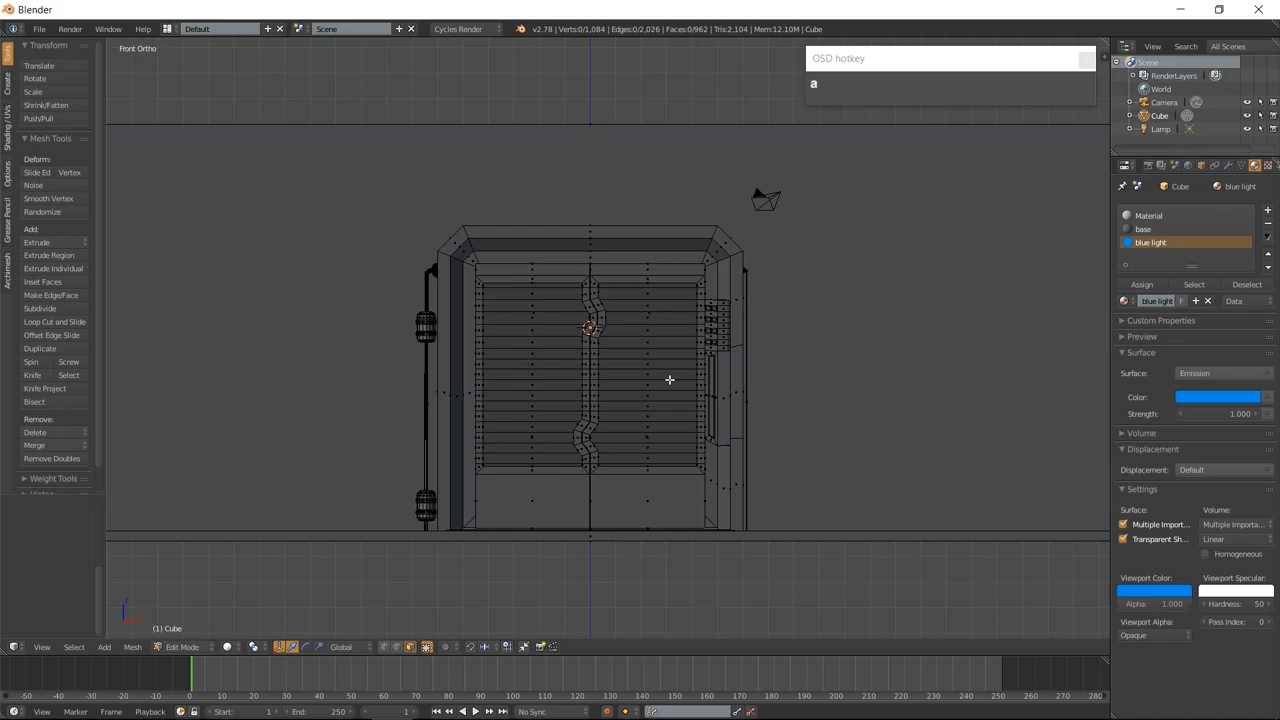 Blender
File
Render
Window
Help
Default
Scene
Cycles Render
v2.78 | Verts:0/1,084 | Edges:0/2,026 | Faces:0/962 | Tris:2,104 | Mem:12.10M | Cube
Transform
Translate
Rotate
Scale
Shrink/Fatten
Push/Pull
Mesh Tools
Deform:
Slide Ed
Vertex
Noise
Smooth Vertex
Randomize
Add:
Extrude
Extrude Region
Extrude Individual
Inset Faces
Make Edge/Face
Subdivide
Loop Cut and Slide
Offset Edge Slide
Duplicate
Spin
Screw
Knife
Select
Knife Project
Bisect
Remove:
Delete
Merge
Remove Doubles
Weight Tools
Tools
Create
Shading / UVs
Options
Grease Pencil
Archimesh
Front Ortho
OSD hotkey
a
(1) Cube
View
Search
All Scenes
Scene
RenderLayers
World
Camera
Cube
Lamp
Cube
blue light
Material
base
blue light
Assign
Select
Deselect
blue light
F
Data
Custom Properties
Preview
Surface
Surface:
Emission
Color:
Strength:
1.000
Volume
Displacement
Displacement:
Default
Settings
Surface:
Volume:
Multiple Import...
Multiple Importa...
Transparent Sh...
Linear
Homogeneous
Viewport Color:
Viewport Specular:
Alpha:
1.000
Hardness:
50
Viewport Alpha:
Pass Index:
0
Opaque
View
Select
Add
Mesh
Edit Mode
Global
-50 -40 -30 -20 -10 0 10 20 30 40 50 60 70 80 90 100 110 120 130 140 150 160 170 180 190 200 210 220 230 240 250 260 270 280
View
Marker
Frame
Playback
Start:
1
End:
250
1
No Sync